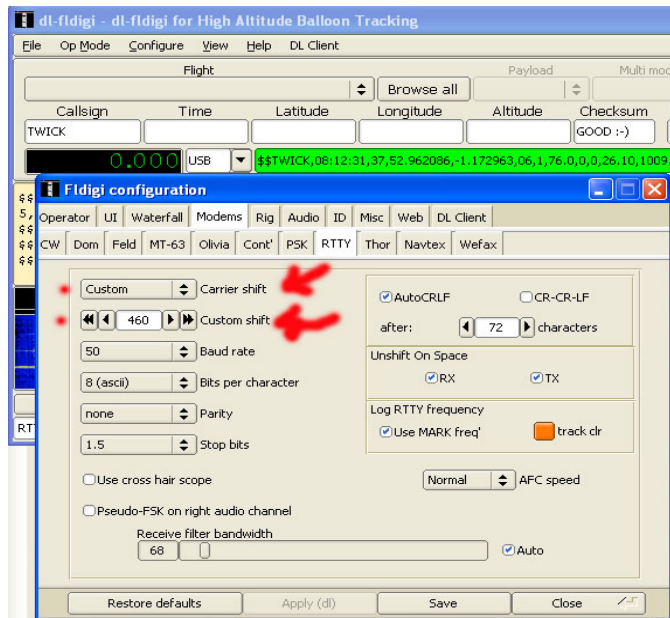 dl-fldigi - dl-fldigi for High Altitude Balloon Tracking
File Op Mode Configure View Help DL Client
Flight Payload Multi mod
Browse all
Callsign Time Latitude Longitude Altitude Checksum
TWICK GOOD :-)
0.000 USB $$TWICK,08:12:31,37,52.962086,-1.172963,06,1,76.0,0,0,26.10,1009.
Fldigi configuration
Operator UI Waterfall Modems Rig Audio ID Misc Web DL Client
CW Dom Feld MT-63 Olivia Cont' PSK RTTY Thor Navtex Wefax
Custom Carrier shift
460 Custom shift
50 Baud rate
8 (ascii) Bits per character
none Parity
1.5 Stop bits
Use cross hair scope
Pseudo-FSK on right audio channel
Receive filter bandwidth
68 Auto
AutoCRLF CR-CR-LF
after: 72 characters
Unshift On Space
RX TX
Log RTTY frequency
Use MARK freq' track clr
Normal AFC speed
Restore defaults Apply (dl) Save Close
$$
5,
$$
$$
$$
RT